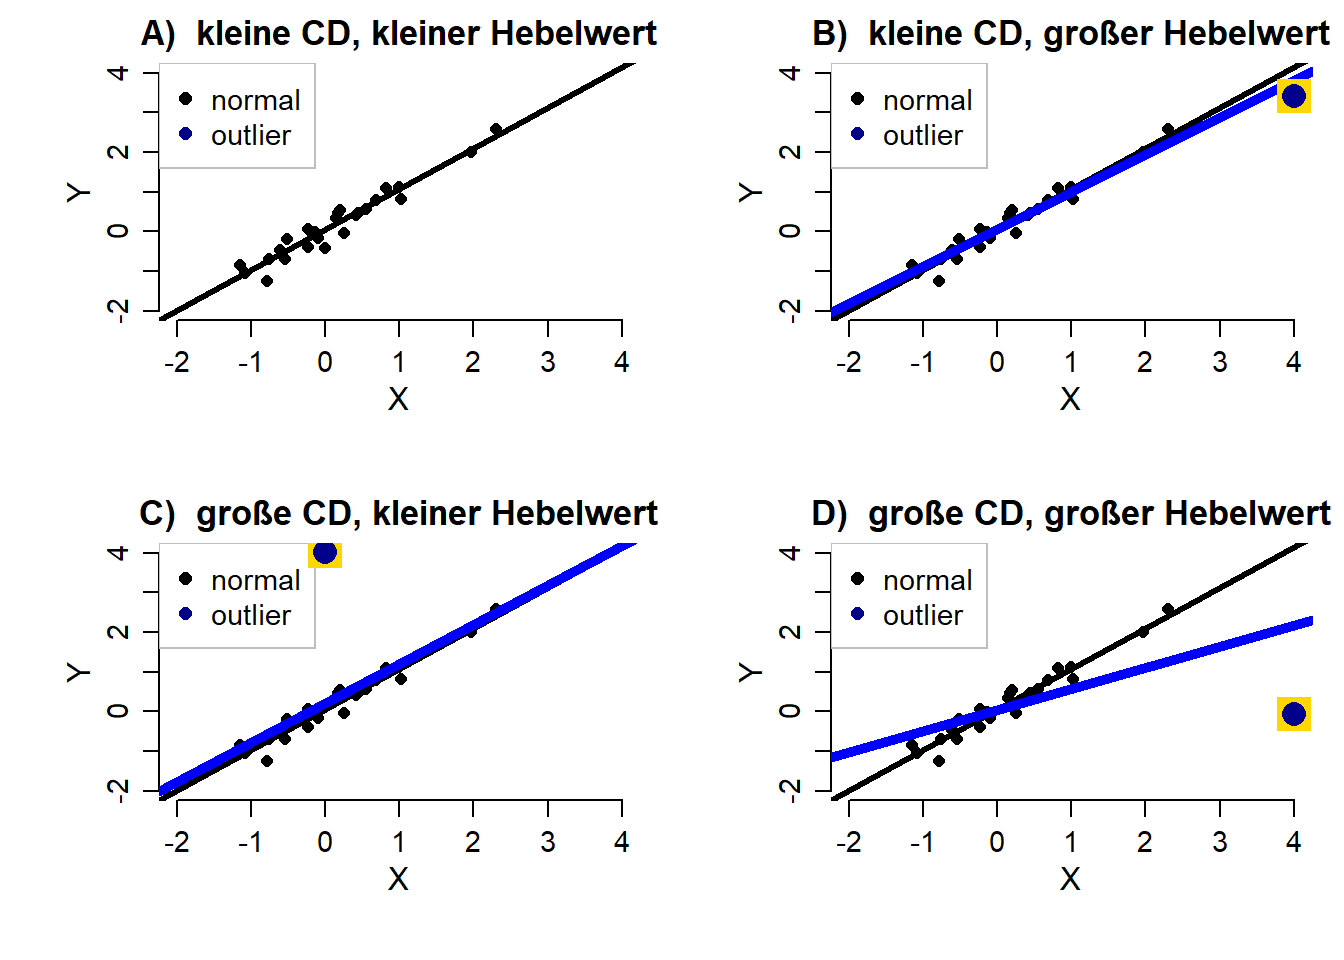 A)  kleine CD, kleiner Hebelwert
4
2
0
-2
Y
normal
outlier
-2 -1 0 1 2 3 4
X
B)  kleine CD, großer Hebelwert
4
2
0
-2
Y
normal
outlier
-2 -1 0 1 2 3 4
X
C)  große CD, kleiner Hebelwert
4
2
0
-2
Y
normal
outlier
-2 -1 0 1 2 3 4
X
D)  große CD, großer Hebelwert
4
2
0
-2
Y
normal
outlier
-2 -1 0 1 2 3 4
X